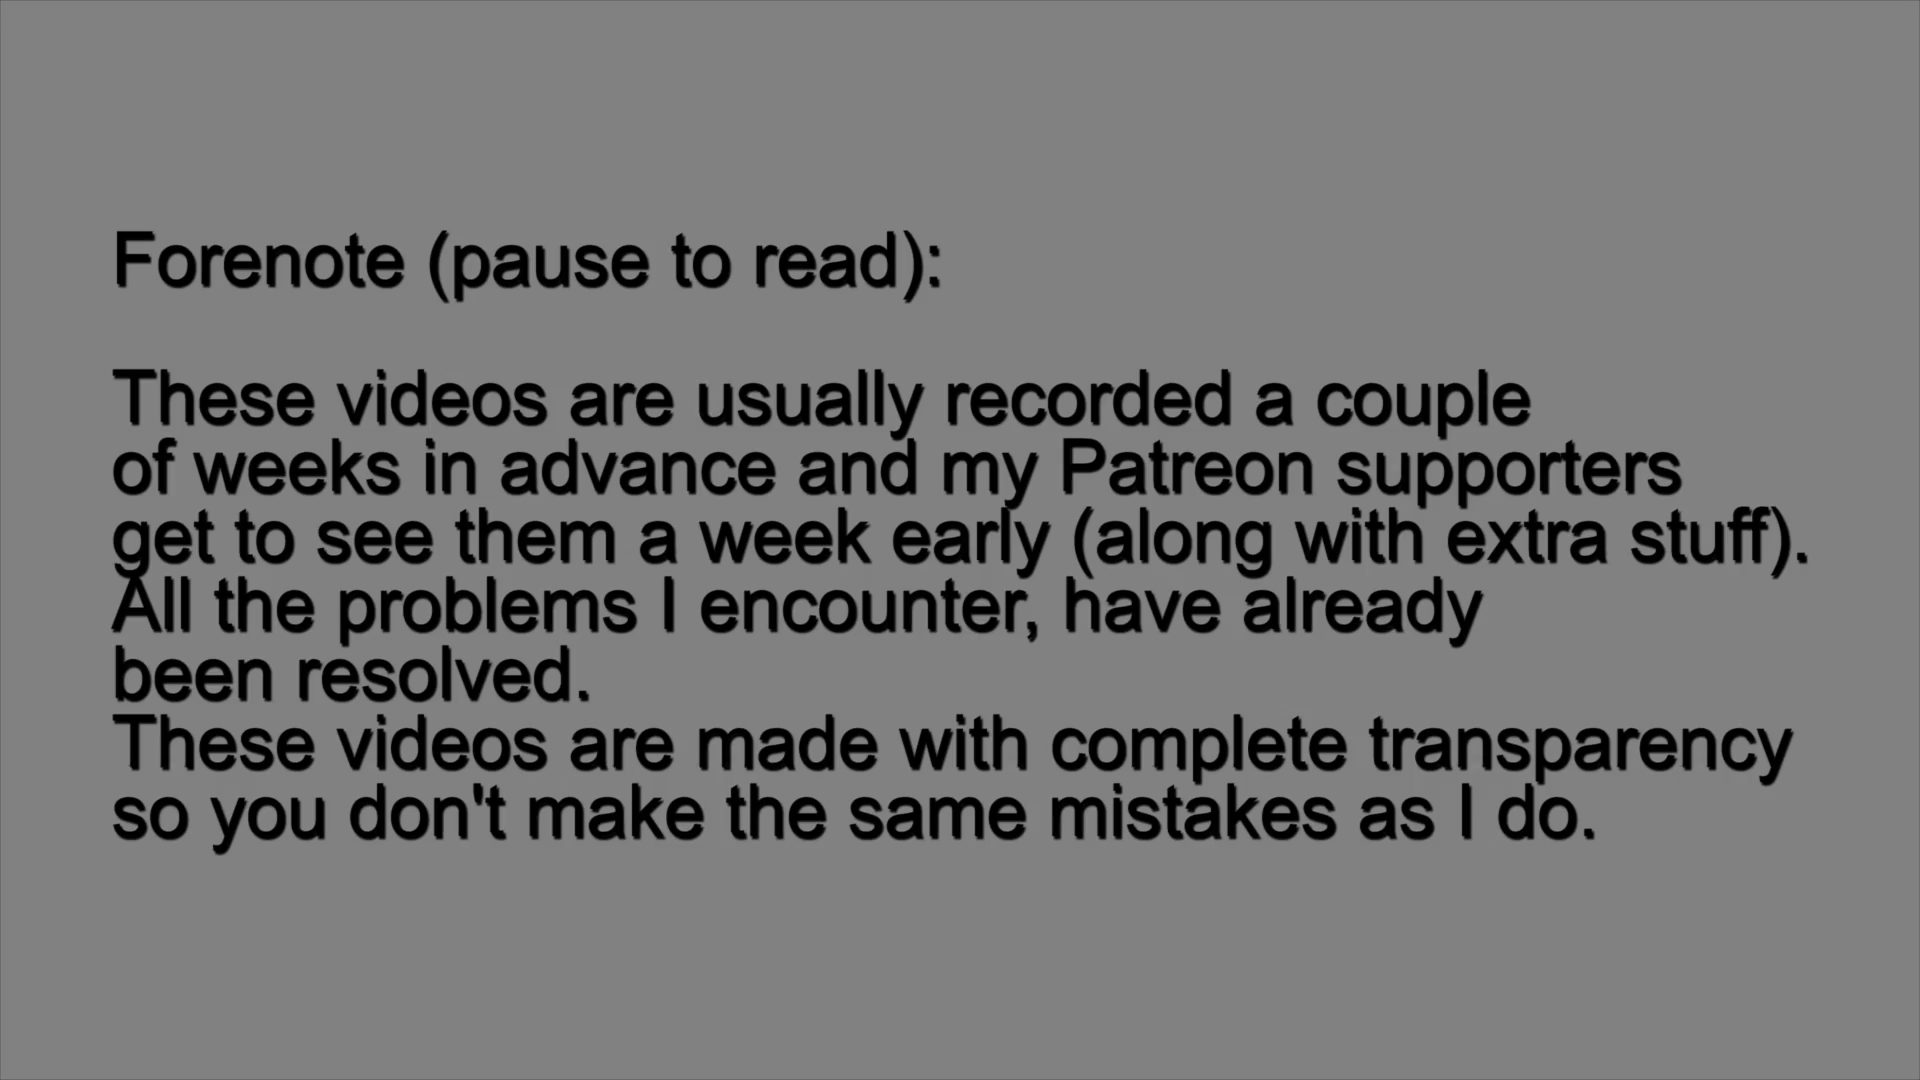 Forenote (pause to read):
These videos are usually recorded a couple
of weeks in advance and my Patreon supporters
get to see them a week early (along with extra stuff).
All the problems I encounter, have already
been resolved.
These videos are made with complete transparency
so you don't make the same mistakes as I do.